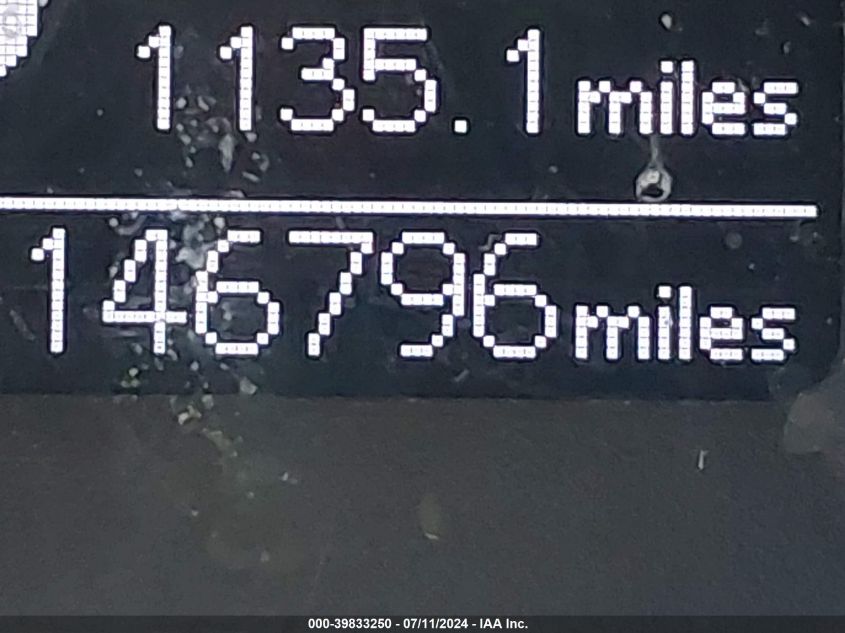 1135.1 miles
146796 miles
000-39833250 - 07/11/2024 - IAA Inc.